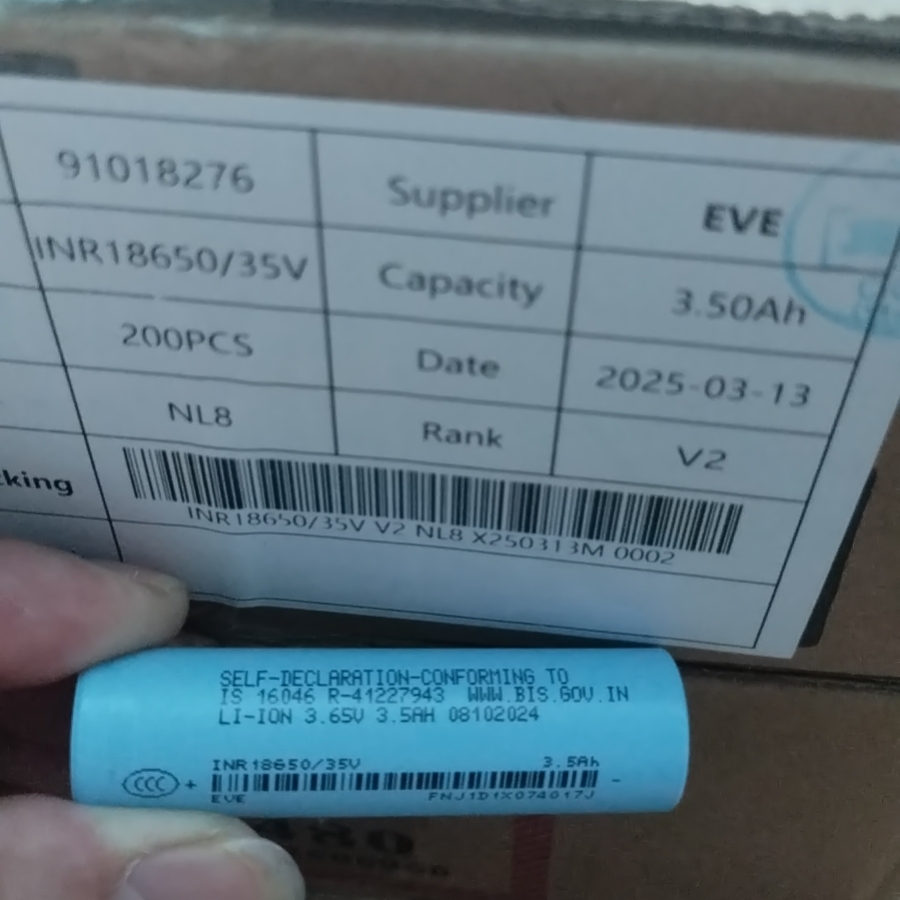 91018276 Supplier EVE
INR18650/35V Capacity 3.50Ah
200PCS Date 2025-03-13
NL8 Rank V2
king
INR18650/35V V2 NL8 X250313M 0002
SELF-DECLARATION-CONFORMING TO
IS 16046 R-41227943 WWW.BIS.GOV.IN
LI-ION 3.65V 3.5AH 08102024
INR18650/35V 3.5Ah
CCC + -
EVE FNJ1D1X074017J